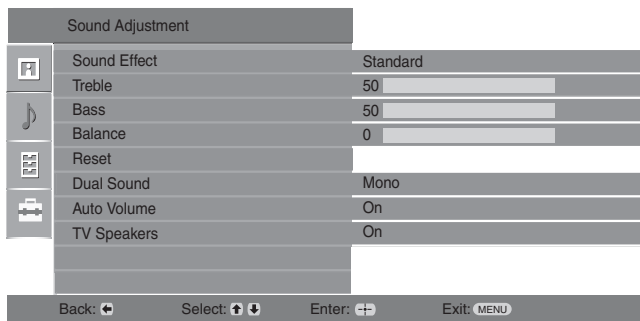 Sound Adjustment
Sound Effect Standard
Treble 50
Bass 50
Balance 0
Reset
Dual Sound Mono
Auto Volume On
TV Speakers On
Back: Select: Enter: Exit: MENU